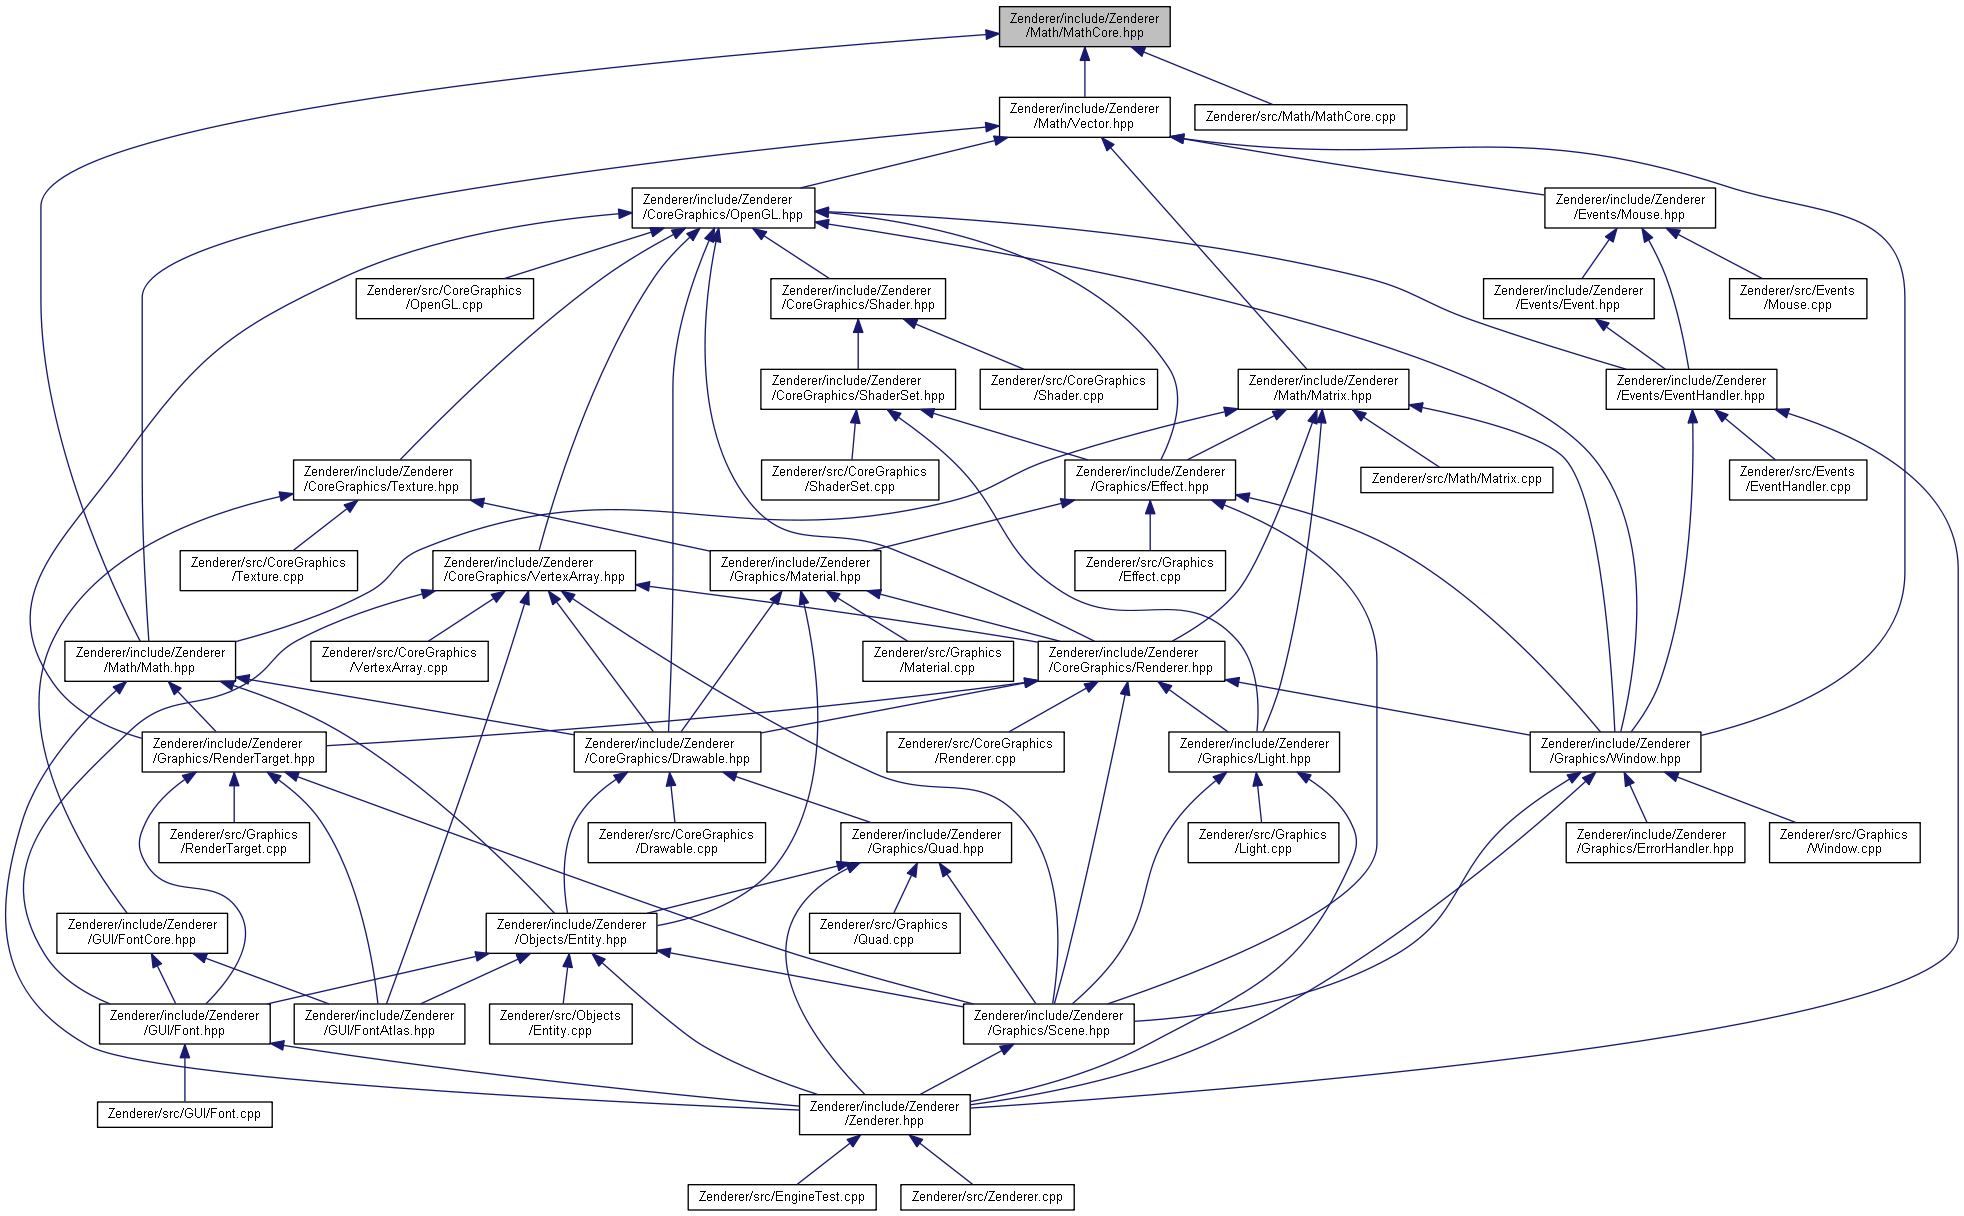 Zenderer/include/Zenderer
/Math/MathCore.hpp
Zenderer/include/Zenderer
/Math/Vector.hpp
Zenderer/src/Math/MathCore.cpp
Zenderer/include/Zenderer
/CoreGraphics/OpenGL.hpp
Zenderer/include/Zenderer
/Events/Mouse.hpp
Zenderer/src/CoreGraphics
/OpenGL.cpp
Zenderer/include/Zenderer
/CoreGraphics/Shader.hpp
Zenderer/include/Zenderer
/Events/Event.hpp
Zenderer/src/Events
/Mouse.cpp
Zenderer/include/Zenderer
/CoreGraphics/ShaderSet.hpp
Zenderer/src/CoreGraphics
/Shader.cpp
Zenderer/include/Zenderer
/Math/Matrix.hpp
Zenderer/include/Zenderer
/Events/EventHandler.hpp
Zenderer/include/Zenderer
/CoreGraphics/Texture.hpp
Zenderer/src/CoreGraphics
/ShaderSet.cpp
Zenderer/include/Zenderer
/Graphics/Effect.hpp
Zenderer/src/Math/Matrix.cpp
Zenderer/src/Events
/EventHandler.cpp
Zenderer/src/CoreGraphics
/Texture.cpp
Zenderer/include/Zenderer
/CoreGraphics/VertexArray.hpp
Zenderer/include/Zenderer
/Graphics/Material.hpp
Zenderer/src/Graphics
/Effect.cpp
Zenderer/include/Zenderer
/Math/Math.hpp
Zenderer/src/CoreGraphics
/VertexArray.cpp
Zenderer/src/Graphics
/Material.cpp
Zenderer/include/Zenderer
/CoreGraphics/Renderer.hpp
Zenderer/include/Zenderer
/Graphics/RenderTarget.hpp
Zenderer/include/Zenderer
/CoreGraphics/Drawable.hpp
Zenderer/src/CoreGraphics
/Renderer.cpp
Zenderer/include/Zenderer
/Graphics/Light.hpp
Zenderer/include/Zenderer
/Graphics/Window.hpp
Zenderer/src/Graphics
/RenderTarget.cpp
Zenderer/src/CoreGraphics
/Drawable.cpp
Zenderer/include/Zenderer
/Graphics/Quad.hpp
Zenderer/src/Graphics
/Light.cpp
Zenderer/include/Zenderer
/Graphics/ErrorHandler.hpp
Zenderer/src/Graphics
/Window.cpp
Zenderer/include/Zenderer
/GUI/FontCore.hpp
Zenderer/include/Zenderer
/Objects/Entity.hpp
Zenderer/src/Graphics
/Quad.cpp
Zenderer/include/Zenderer
/GUI/Font.hpp
Zenderer/include/Zenderer
/GUI/FontAtlas.hpp
Zenderer/src/Objects
/Entity.cpp
Zenderer/include/Zenderer
/Graphics/Scene.hpp
Zenderer/src/GUI/Font.cpp
Zenderer/include/Zenderer
/Zenderer.hpp
Zenderer/src/EngineTest.cpp
Zenderer/src/Zenderer.cpp